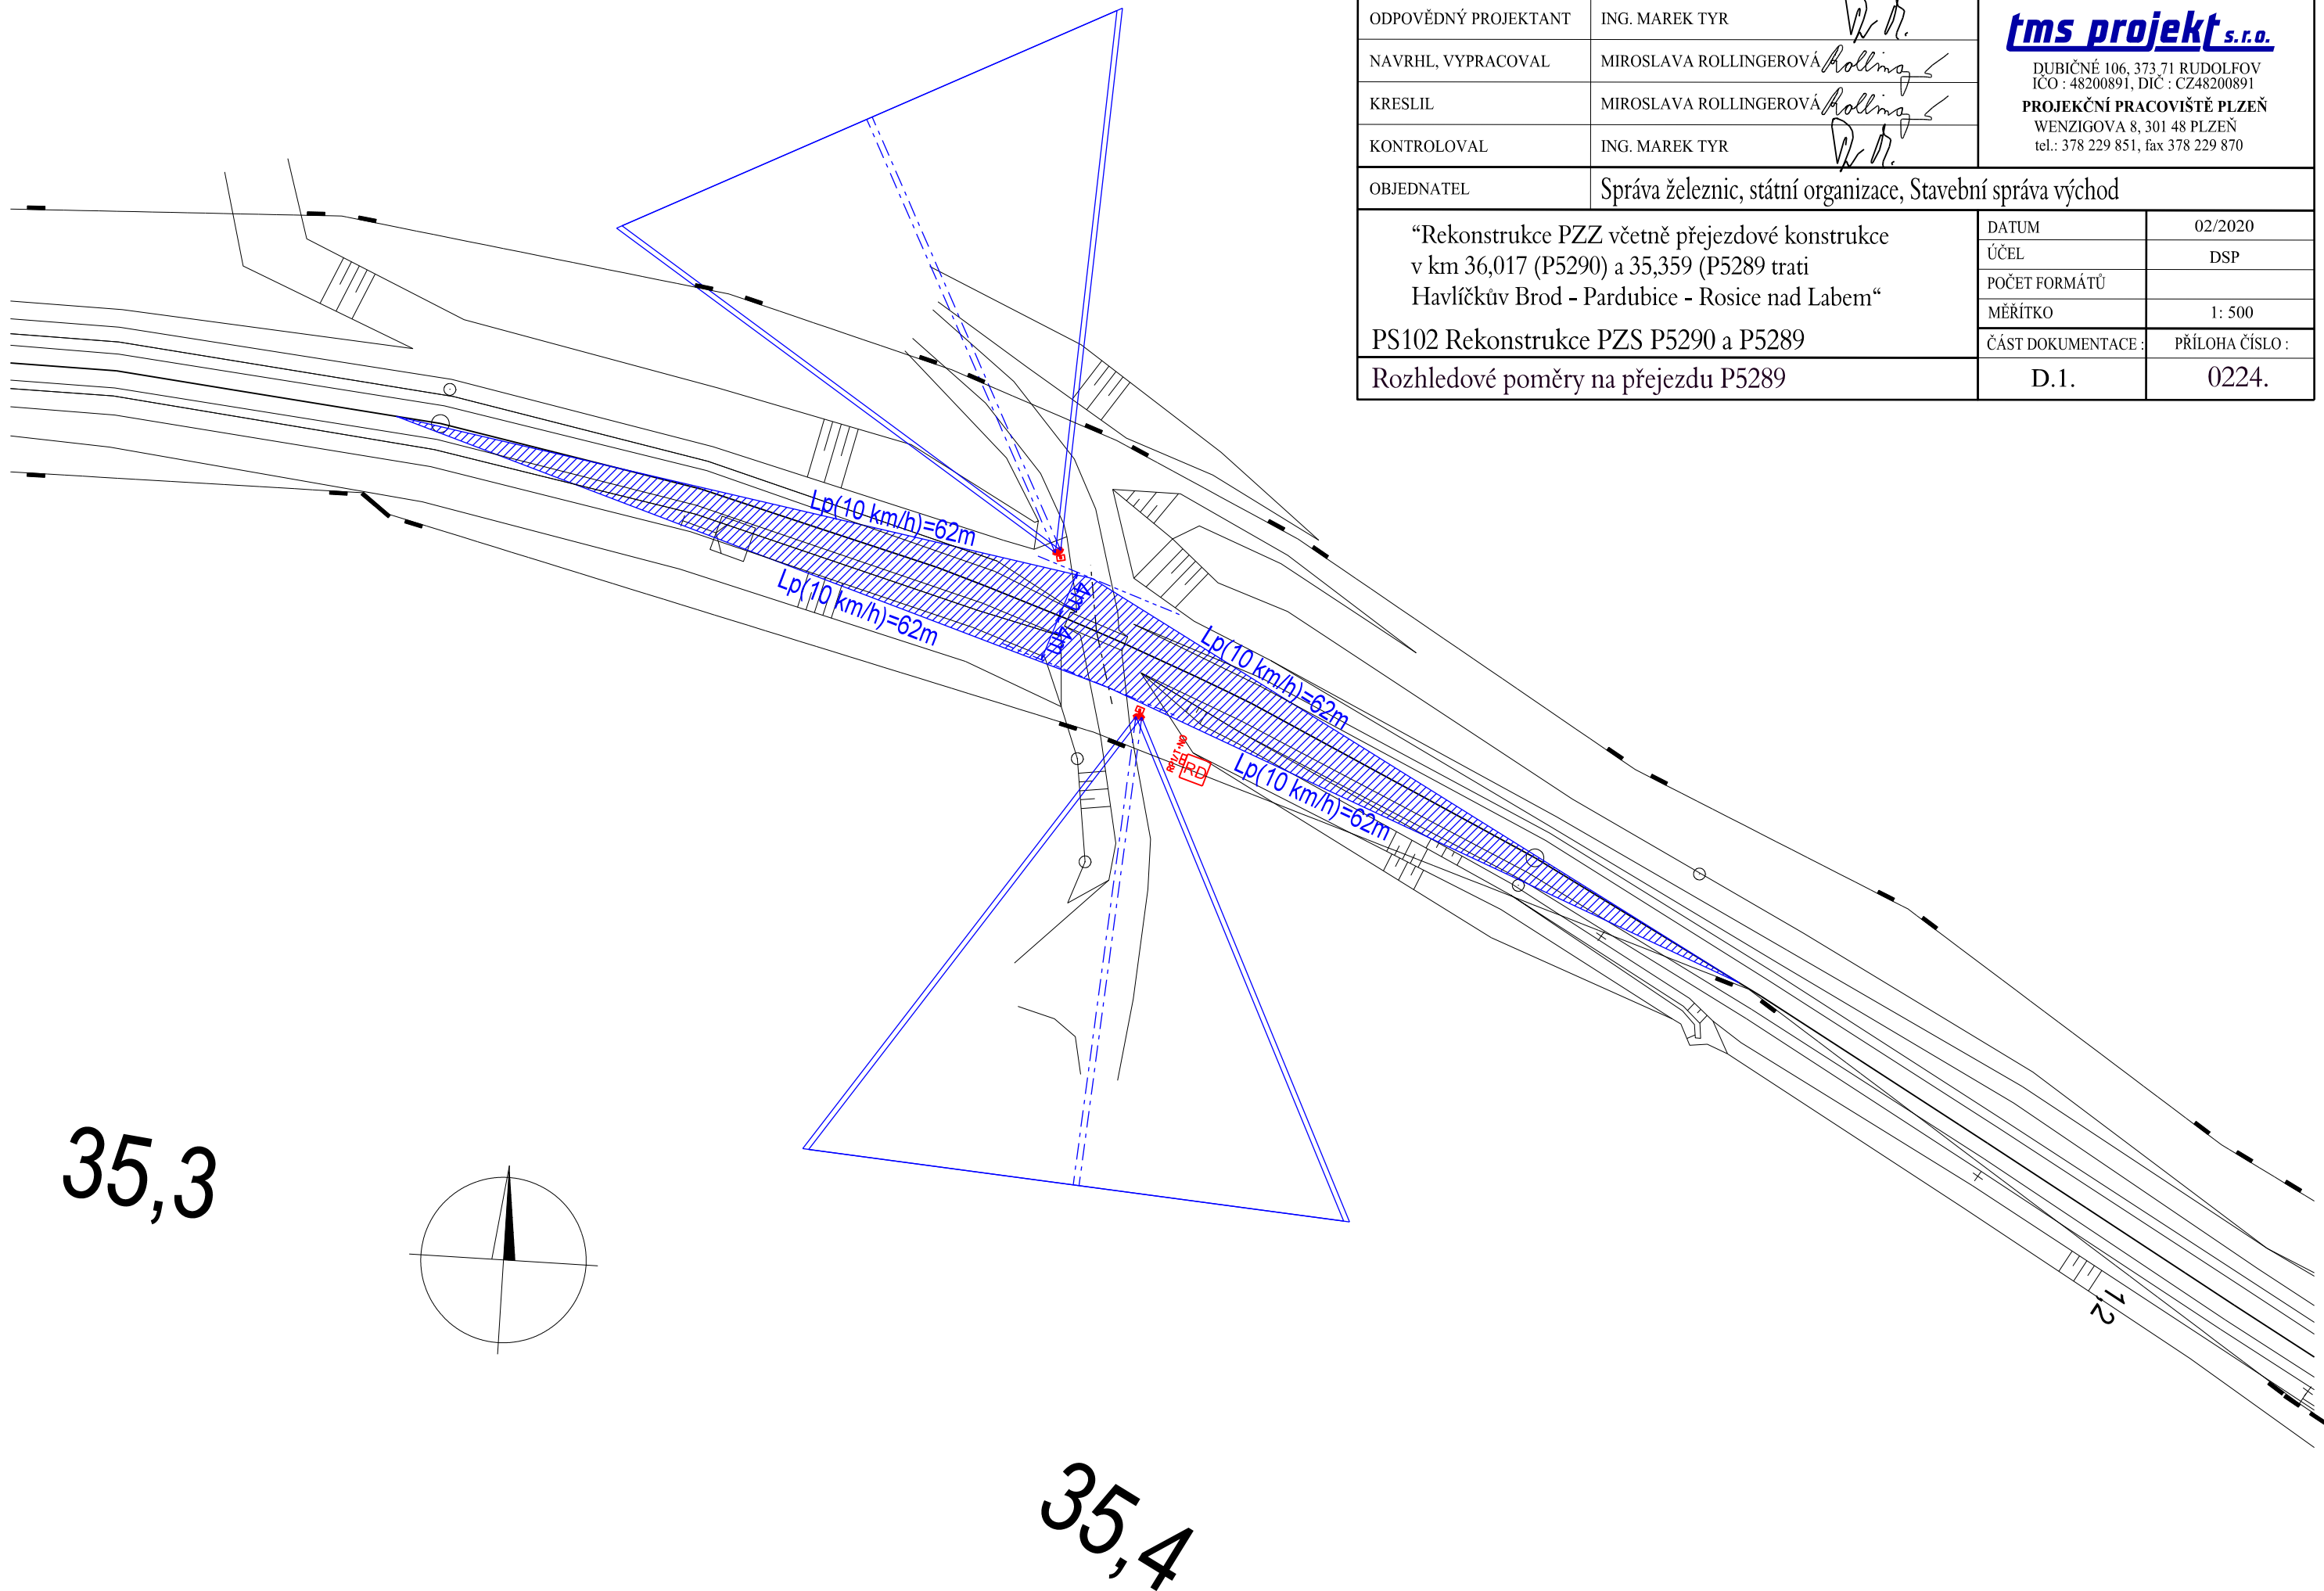 ODPOVĚDNÝ PROJEKTANT ING. MAREK TYR
NAVRHL, VYPRACOVAL MIROSLAVA ROLLINGEROVÁ
KRESLIL MIROSLAVA ROLLINGEROVÁ
KONTROLOVAL ING. MAREK TYR
tms projekt s.r.o.
DUBIČNÉ 106, 373 71 RUDOLFOV
IČO : 48200891, DIČ : CZ48200891
PROJEKČNÍ PRACOVIŠTĚ PLZEŇ
WENZIGOVA 8, 301 48 PLZEŇ
tel.: 378 229 851, fax 378 229 870
OBJEDNATEL Správa železnic, státní organizace, Stavební správa východ
“Rekonstrukce PZZ včetně přejezdové konstrukce
v km 36,017 (P5290) a 35,359 (P5289 trati
Havlíčkův Brod - Pardubice - Rosice nad Labem“
PS102 Rekonstrukce PZS P5290 a P5289
Rozhledové poměry na přejezdu P5289
DATUM 02/2020
ÚČEL DSP
POČET FORMÁTŮ
MĚŘÍTKO 1: 500
ČÁST DOKUMENTACE : PŘÍLOHA ČÍSLO :
D.1. 0224.
Lp(10 km/h)=62m
Lp(10 km/h)=62m
4m
4m
Lp(10 km/h)=62m
Lp(10 km/h)=62m
RD
35,3
35,4
12